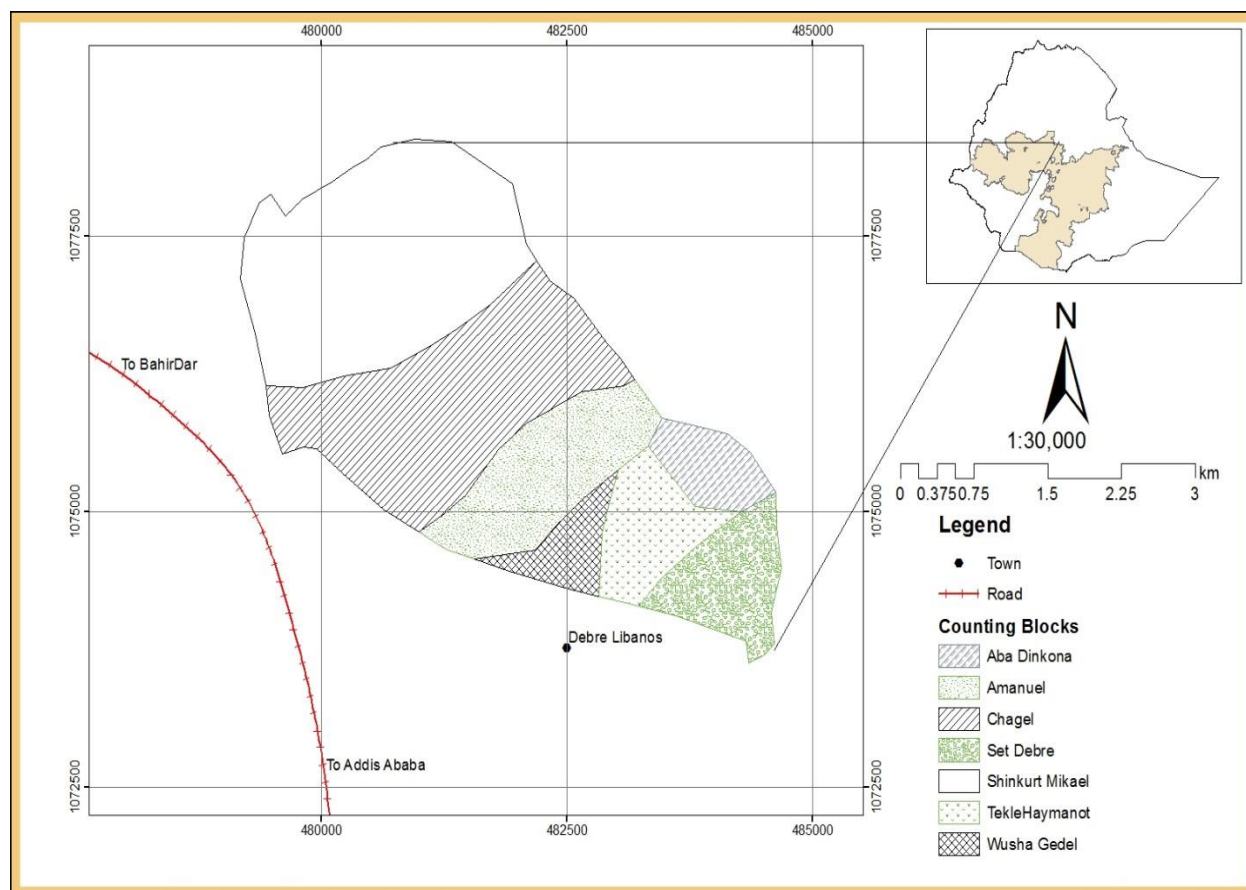 480000
482500
485000
1077500
1077500
To BahirDar
N
1:30,000
km
0 0.375 0.75 1.5 2.25 3
1075000
1075000
Legend
Town
Road
Debre Libanos
Counting Blocks
Aba Dinkona
Amanuel
Chagel
Set Debre
To Addis Ababa
1072500
1072500
Shinkurt Mikael
TekleHaymanot
480000
482500
485000
Wusha Gedel